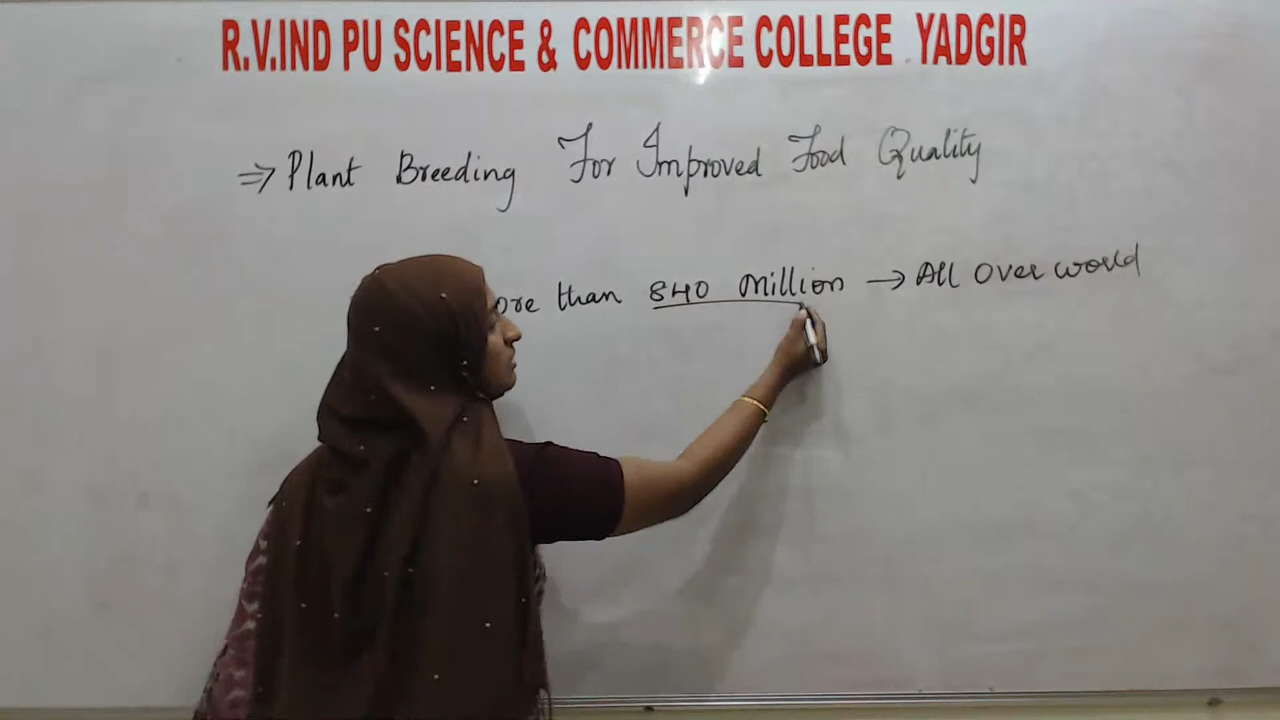 R.V.IND PU SCIENCE & COMMERCE COLLEGE YADGIR
⇒ Plant Breeding For Improved Food Quality
ore than 840 Million → All Over world